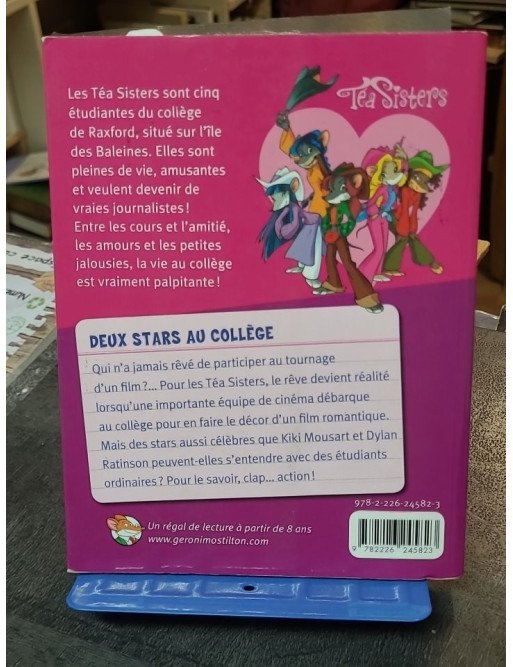 Téa Sisters
Les Téa Sisters sont cinq
étudiantes du collège
de Raxford, situé sur l'île
des Baleines. Elles sont
pleines de vie, amusantes
et veulent devenir de
vraies journalistes !
Entre les cours et l'amitié,
les amours et les petites
jalousies, la vie au collège
est vraiment palpitante !
DEUX STARS AU COLLÈGE
Qui n'a jamais rêvé de participer au tournage
d'un film ?... Pour les Téa Sisters, le rêve devient réalité
lorsqu'une importante équipe de cinéma débarque
au collège pour en faire le décor d'un film romantique.
Mais des stars aussi célèbres que Kiki Mousart et Dylan
Ratinson peuvent-elles s'entendre avec des étudiants
ordinaires ? Pour le savoir, clap... action !
978-2-226-24582-3
9 782226 245823
Un régal de lecture à partir de 8 ans
www.geronimostilton.com